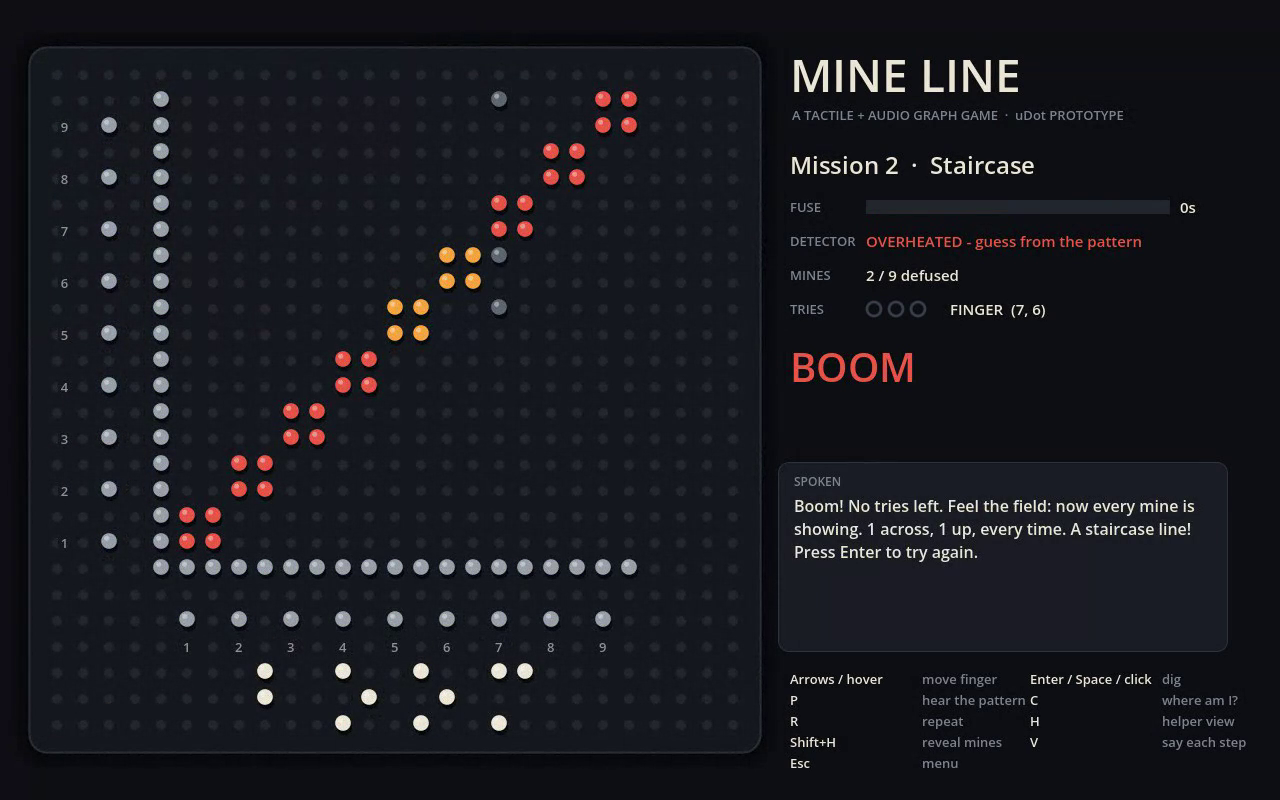 MINE LINE
A TACTILE + AUDIO GRAPH GAME · uDot PROTOTYPE
Mission 2 · Staircase
FUSE 0s
DETECTOR OVERHEATED - guess from the pattern
MINES 2 / 9 defused
TRIES FINGER (7, 6)
BOOM
SPOKEN
Boom! No tries left. Feel the field: now every mine is
showing. 1 across, 1 up, every time. A staircase line!
Press Enter to try again.
Arrows / hover move finger Enter / Space / click dig
P hear the pattern C where am I?
R repeat H helper view
Shift+H reveal mines V say each step
Esc menu
9
8
7
6
5
4
3
2
1
1 2 3 4 5 6 7 8 9